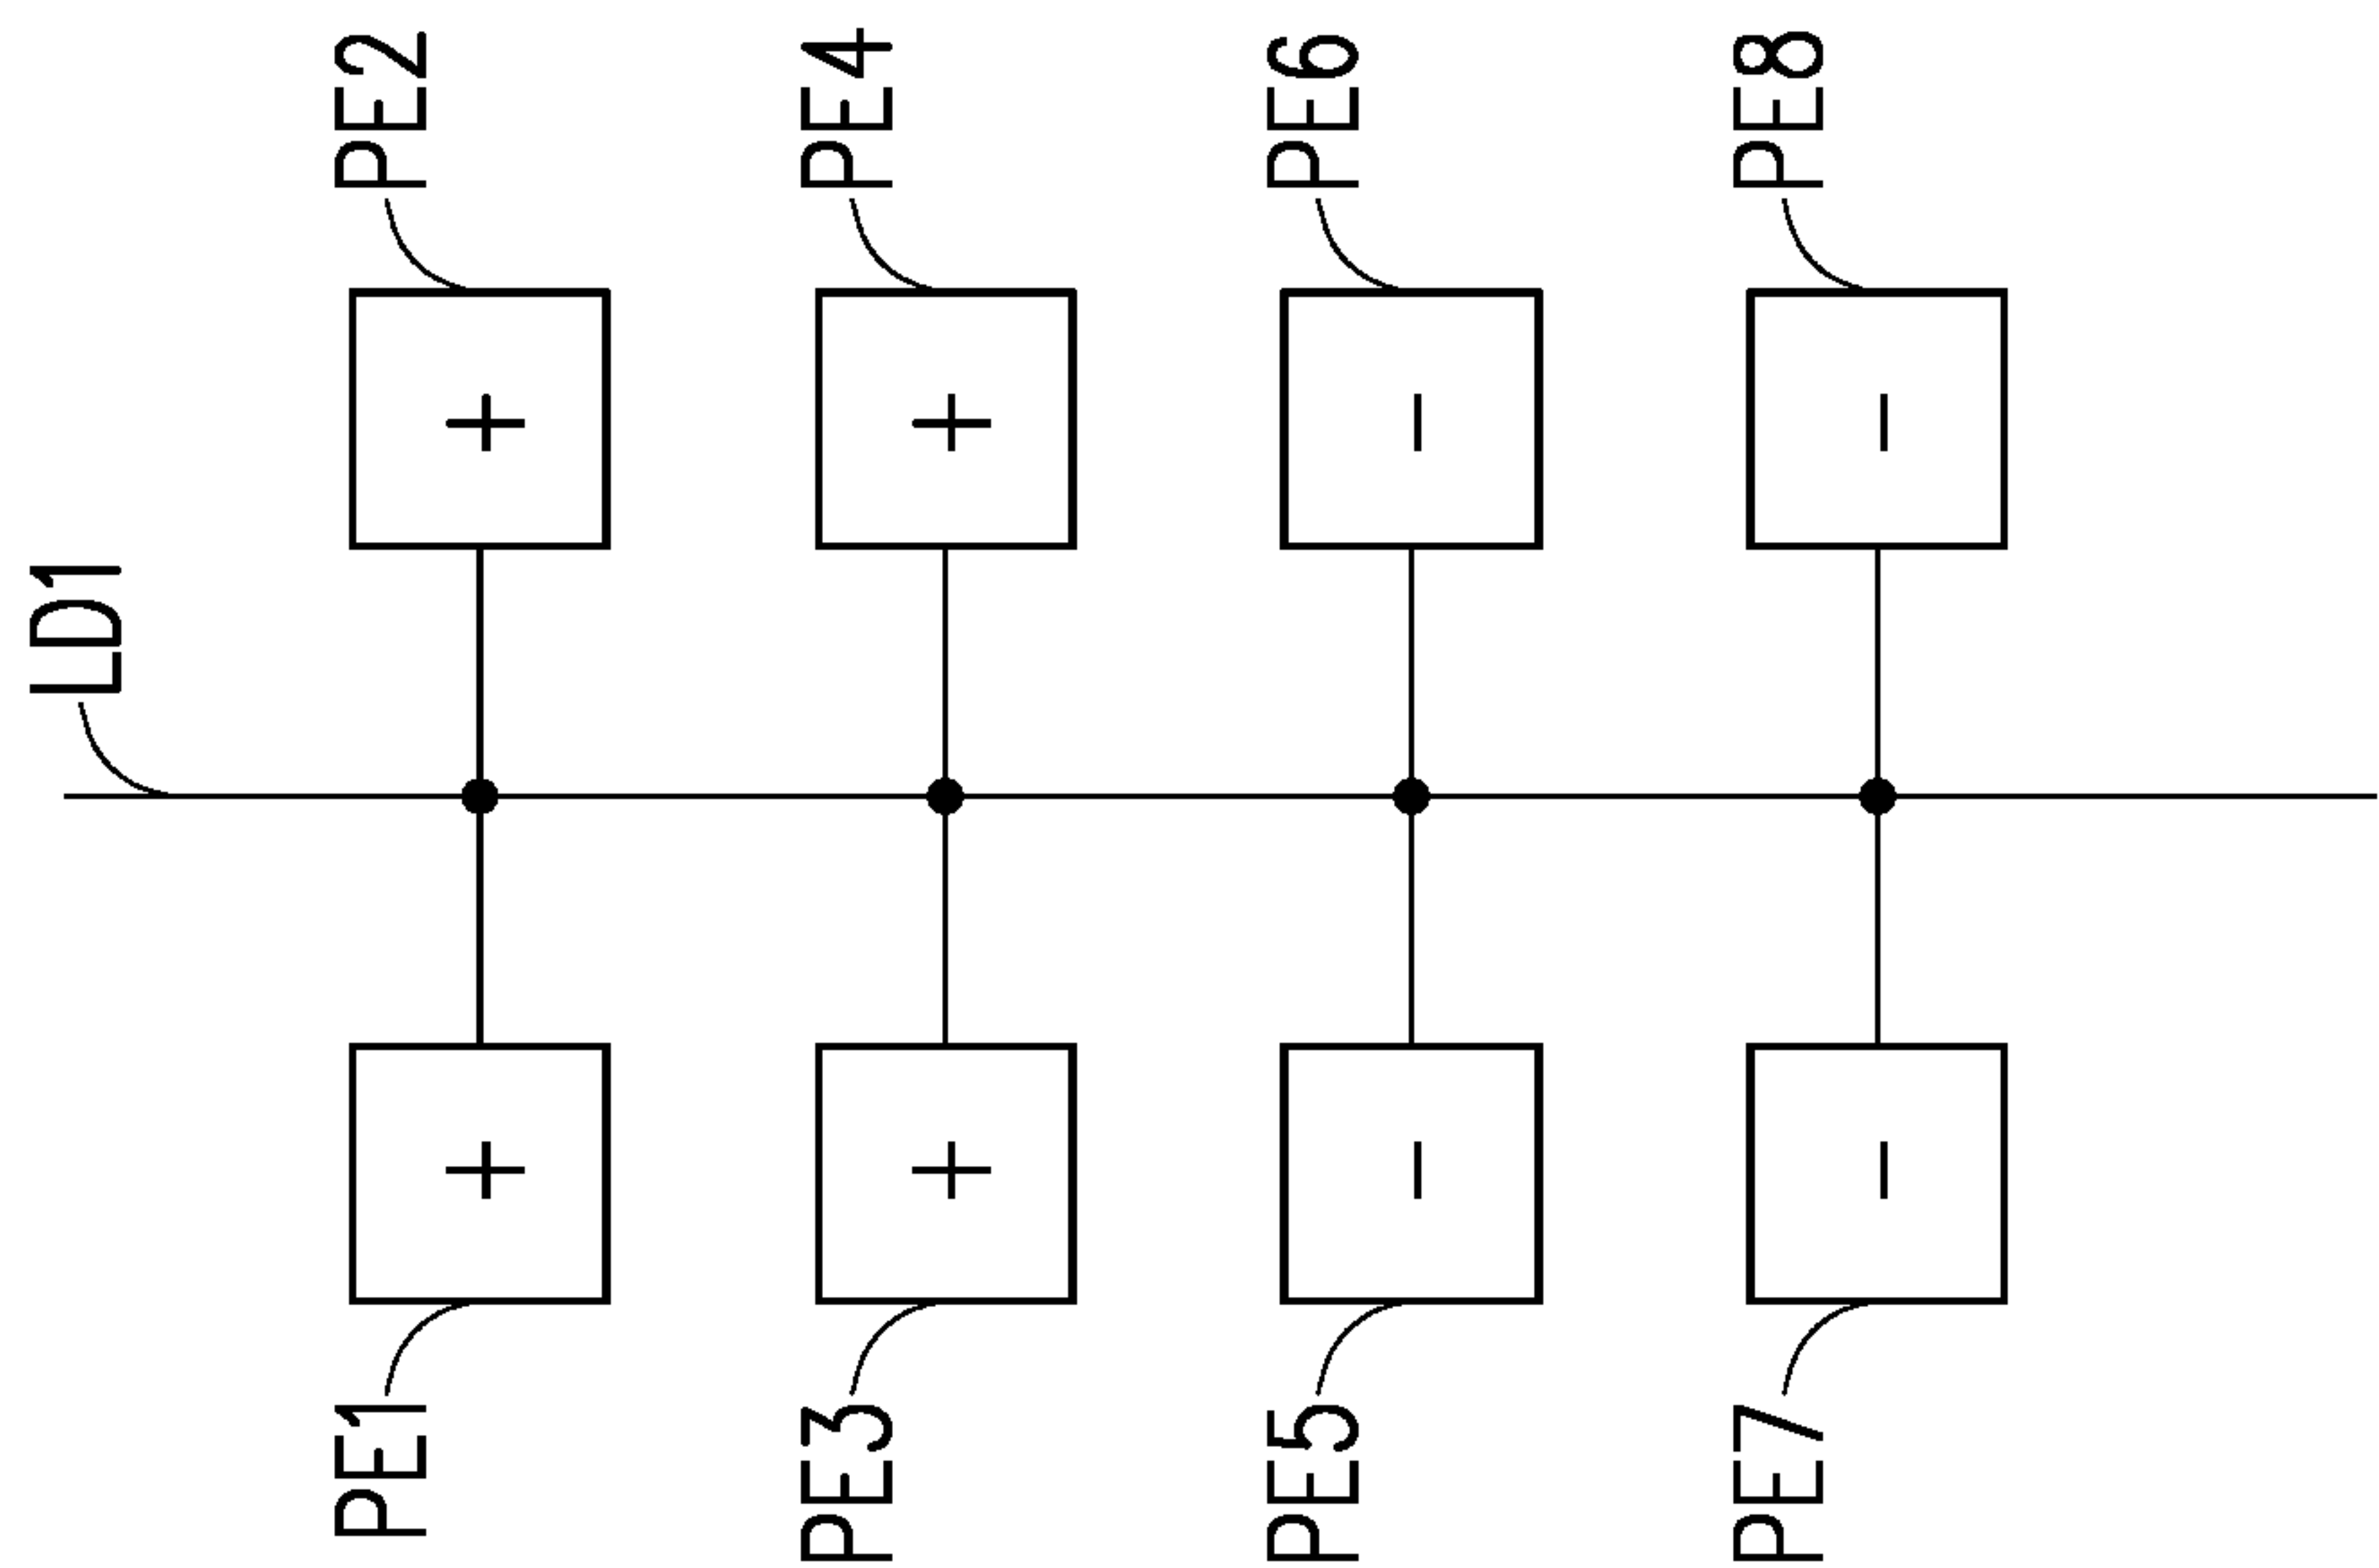 LD1
PE1 + + PE2
PE3 + + PE4
PE5 − − PE6
PE7 − − PE8